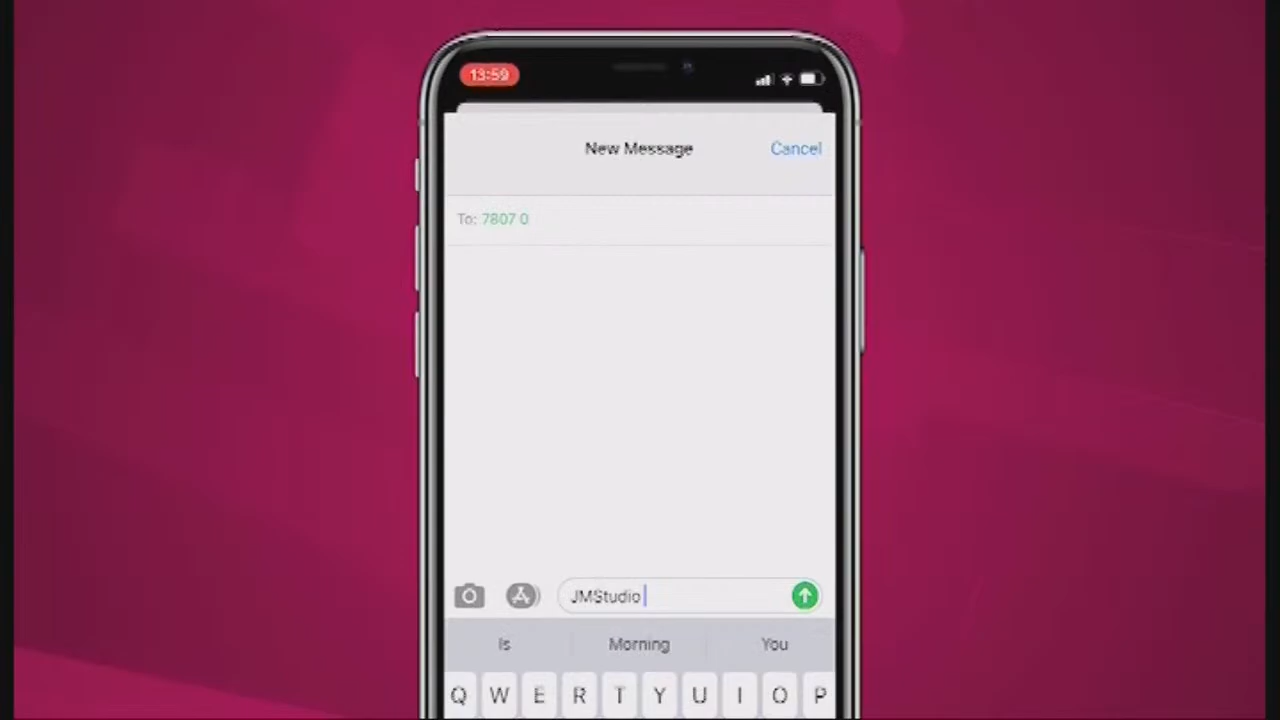 13:59
New Message
Cancel
To: 7807 0
JMStudio
Is Morning You
Q W E R T Y U I O P